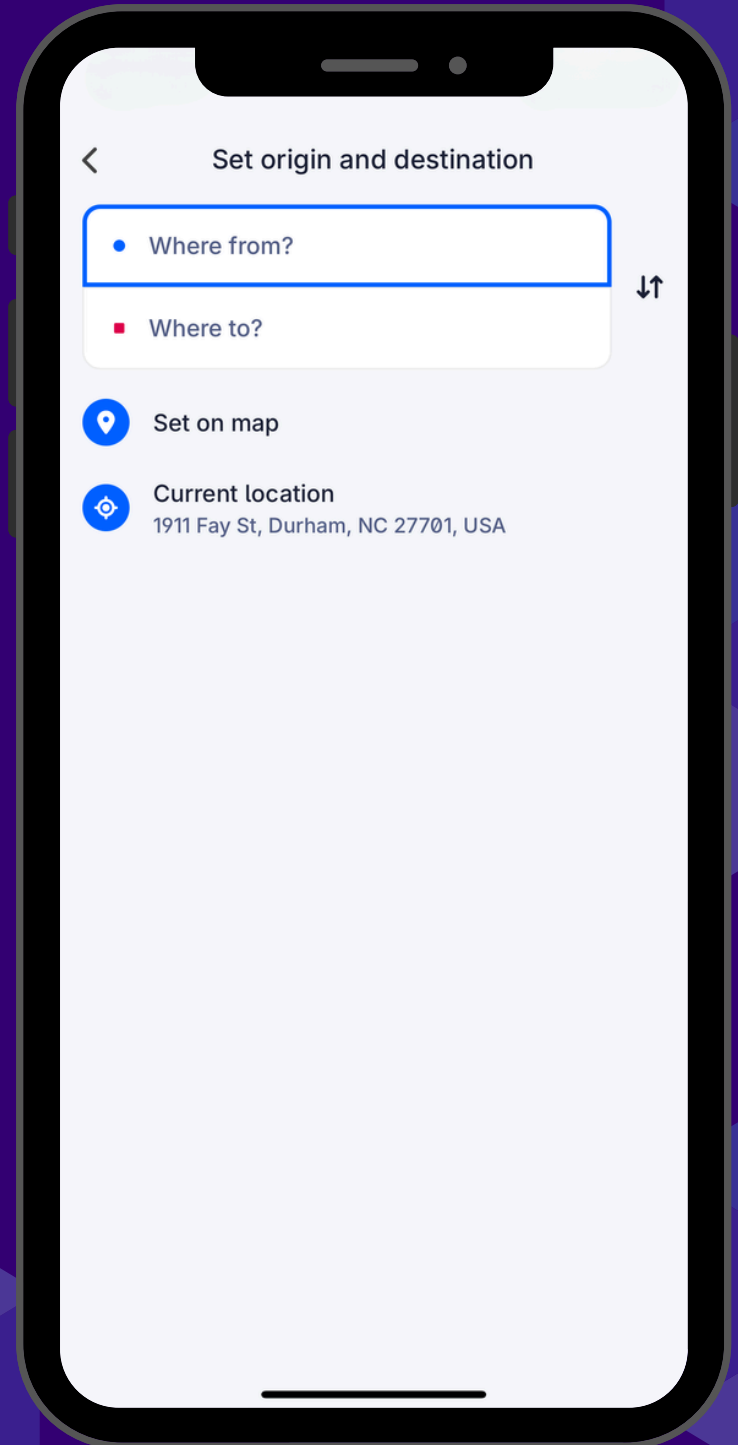 Set origin and destination
Where from?
Where to?
Set on map
Current location
1911 Fay St, Durham, NC 27701, USA